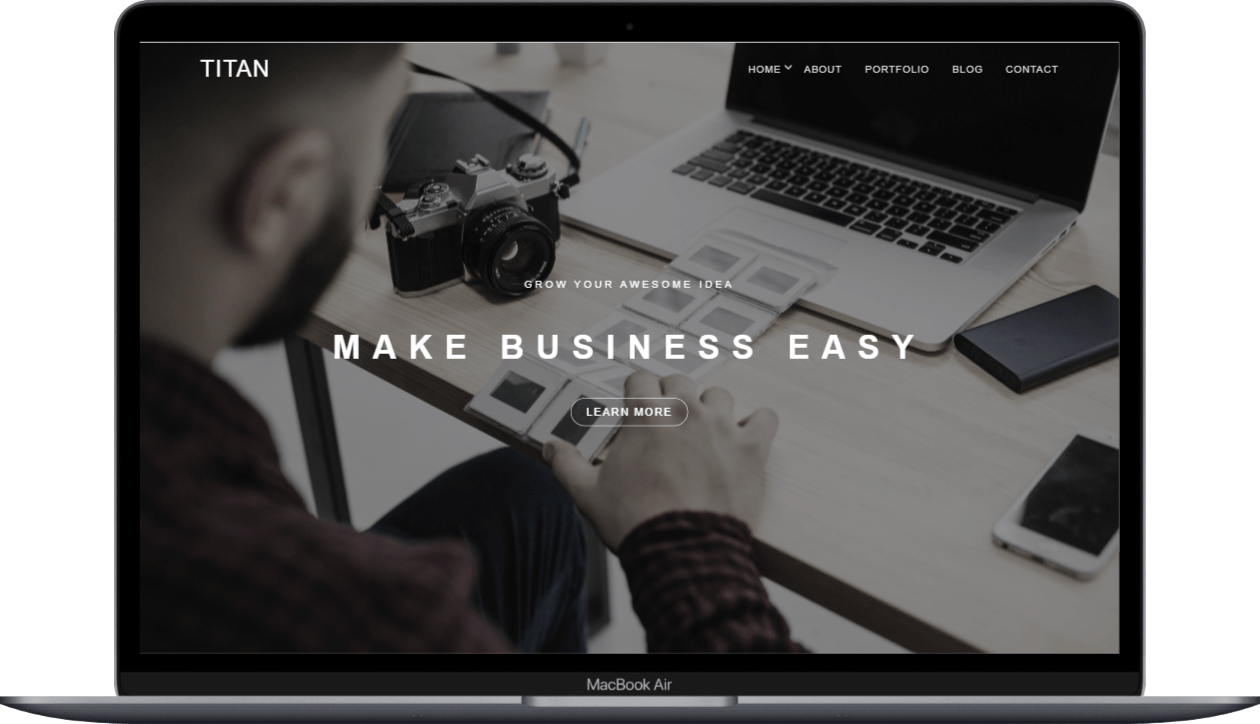 TITAN
HOME ABOUT PORTFOLIO BLOG CONTACT
GROW YOUR AWESOME IDEA
MAKE BUSINESS EASY
LEARN MORE
MacBook Air